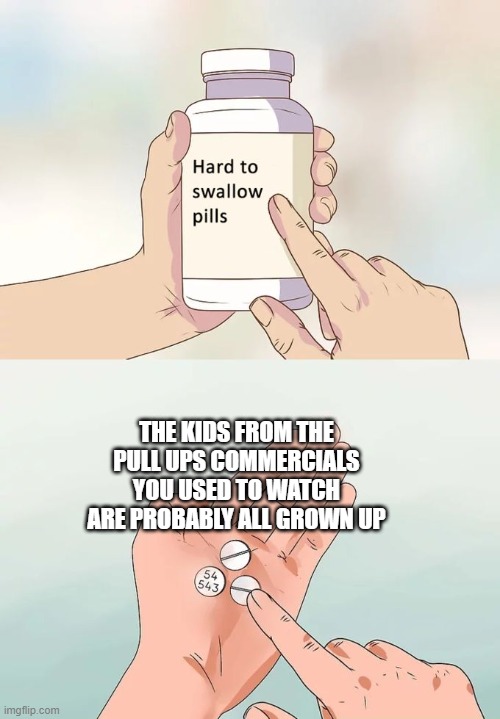 Hard to
swallow
pills
THE KIDS FROM THE
PULL UPS COMMERCIALS
YOU USED TO WATCH
ARE PROBABLY ALL GROWN UP
54
543
imgflip.com